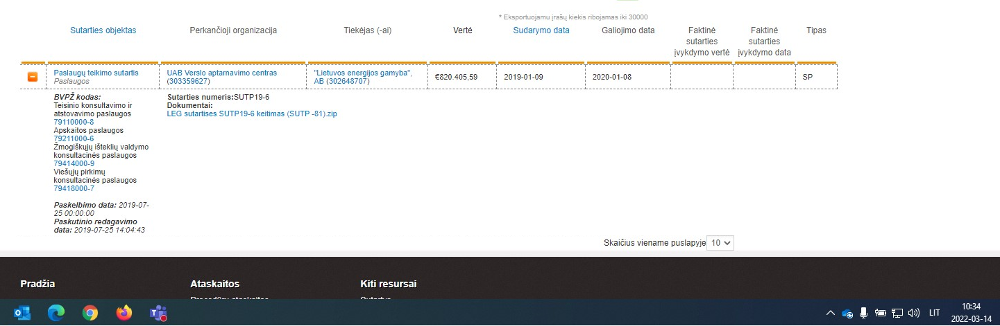 * Eksportuojamu įrašų kiekis ribojamas iki 30000
Sutarties objektas Perkančioji organizacija Tiekėjas (-ai) Vertė Sudarymo data Galiojimo data Faktinė sutarties įvykdymo vertė Faktinė sutarties įvykdymo data Tipas
Paslaugų teikimo sutartis
Paslaugos
UAB Verslo aptarnavimo centras
(303359627)
"Lietuvos energijos gamyba",
AB (302648707)
€820.405,59
2019-01-09
2020-01-08
SP
BVPŽ kodas:
Teisinio konsultavimo ir
atstovavimo paslaugos
79110000-8
Apskaitos paslaugos
79211000-6
Žmogiškųjų išteklių valdymo
konsultacinės paslaugos
79414000-9
Viešųjų pirkimų
konsultacinės paslaugos
79418000-7
Paskelbimo data: 2019-07-
25 00:00:00
Paskutinio redagavimo
data: 2019-07-25 14:04:43
Sutarties numeris:SUTP19-6
Dokumentai:
LEG sutartises SUTP19-6 keitimas (SUTP -81).zip
Skaičius viename puslapyje 10
Pradžia Ataskaitos Kiti resursai
LIT
10:34
2022-03-14